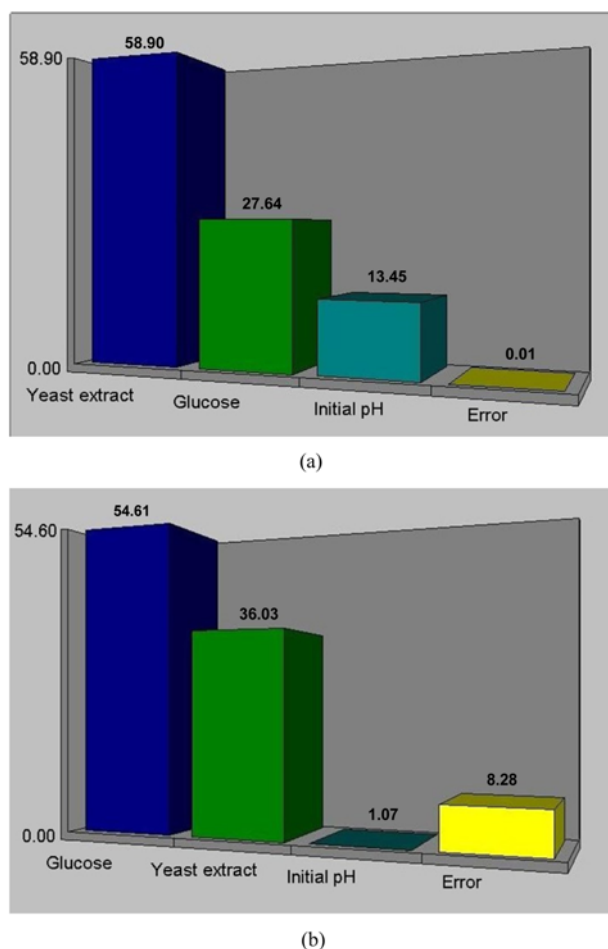 58.90
58.90
27.64
13.45
0.01
0.00
Yeast extract
Glucose
Initial pH
Error
(a)
54.61
54.60
36.03
1.07
8.28
0.00
Glucose
Yeast extract
Initial pH
Error
(b)